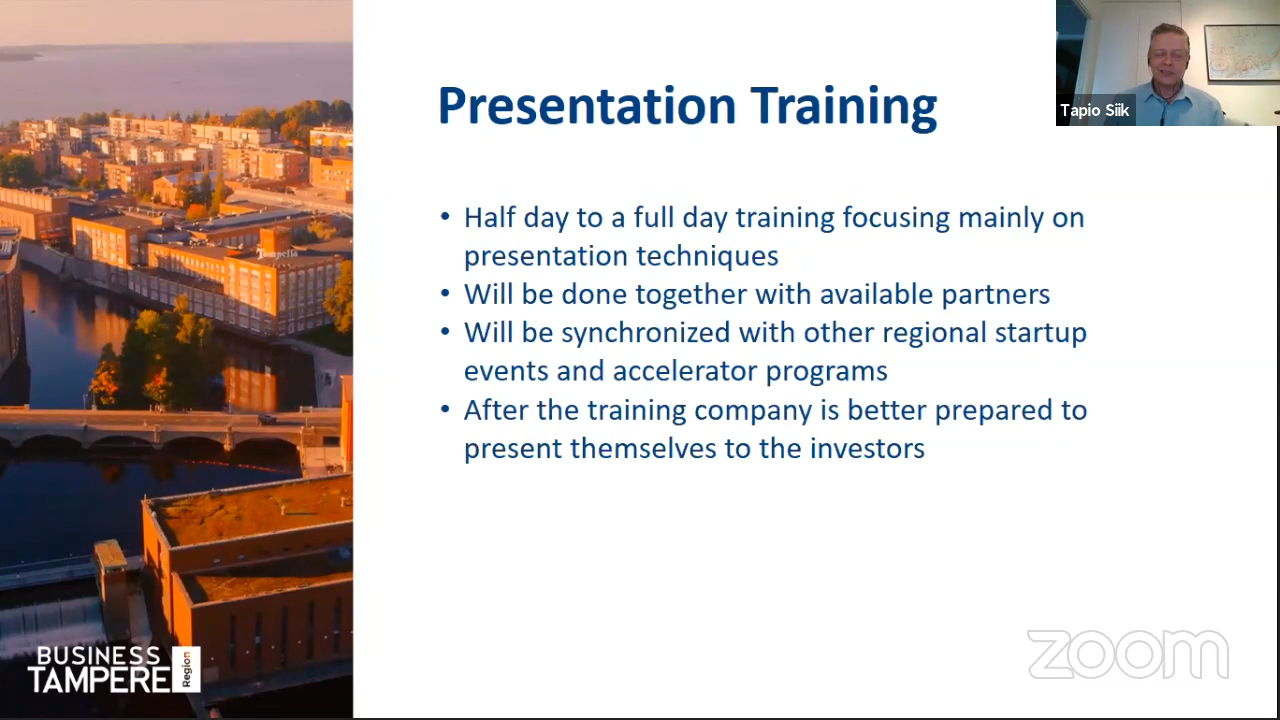 Presentation Training
Tapio Siik
• Half day to a full day training focusing mainly on
presentation techniques
• Will be done together with available partners
• Will be synchronized with other regional startup
events and accelerator programs
• After the training company is better prepared to
present themselves to the investors
Tampella
BUSINESS
TAMPERE
Region
zoom